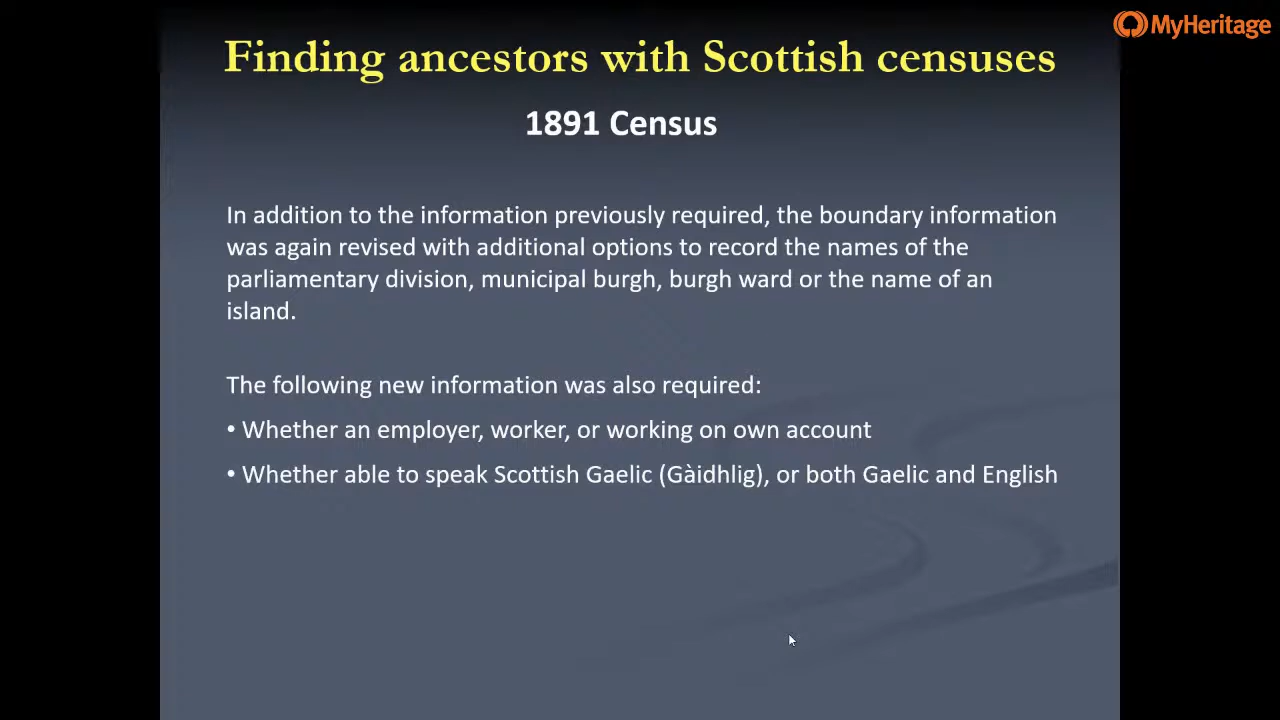 MyHeritage
Finding ancestors with Scottish censuses
1891 Census
In addition to the information previously required, the boundary information
was again revised with additional options to record the names of the
parliamentary division, municipal burgh, burgh ward or the name of an
island.
The following new information was also required:
• Whether an employer, worker, or working on own account
• Whether able to speak Scottish Gaelic (Gàidhlig), or both Gaelic and English